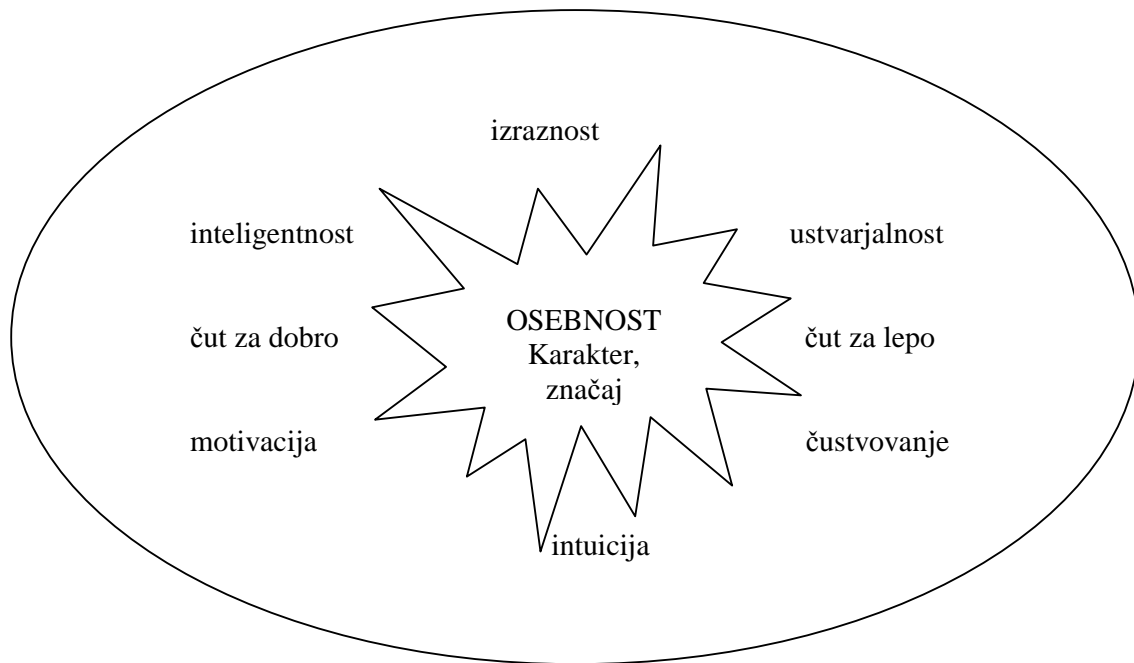 izraznost
inteligentnost
ustvarjalnost
OSEBNOST
Karakter,
značaj
čut za dobro
čut za lepo
motivacija
čustvovanje
intuicija